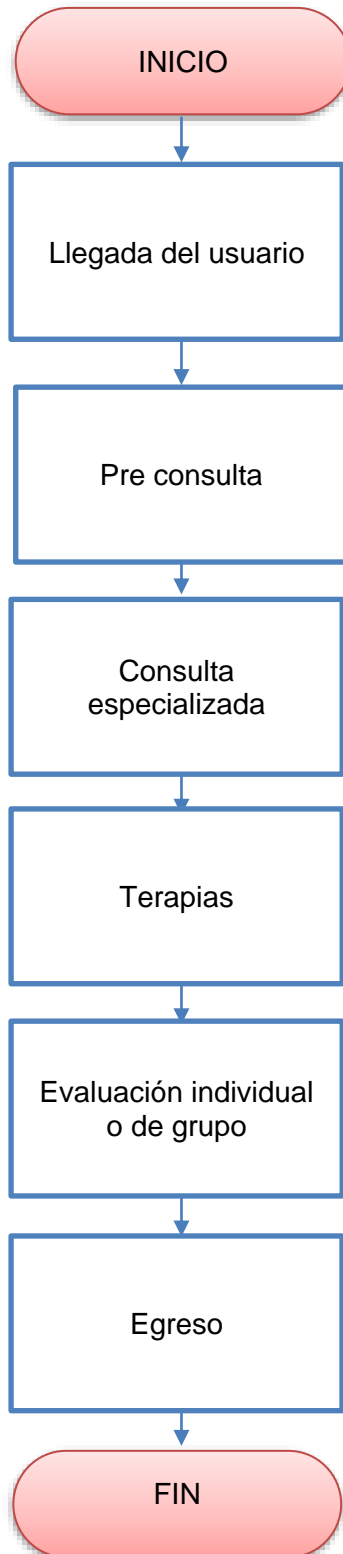 INICIO
Llegada del usuario
Pre consulta
Consulta
especializada
Terapias
Evaluación individual
o de grupo
Egreso
FIN